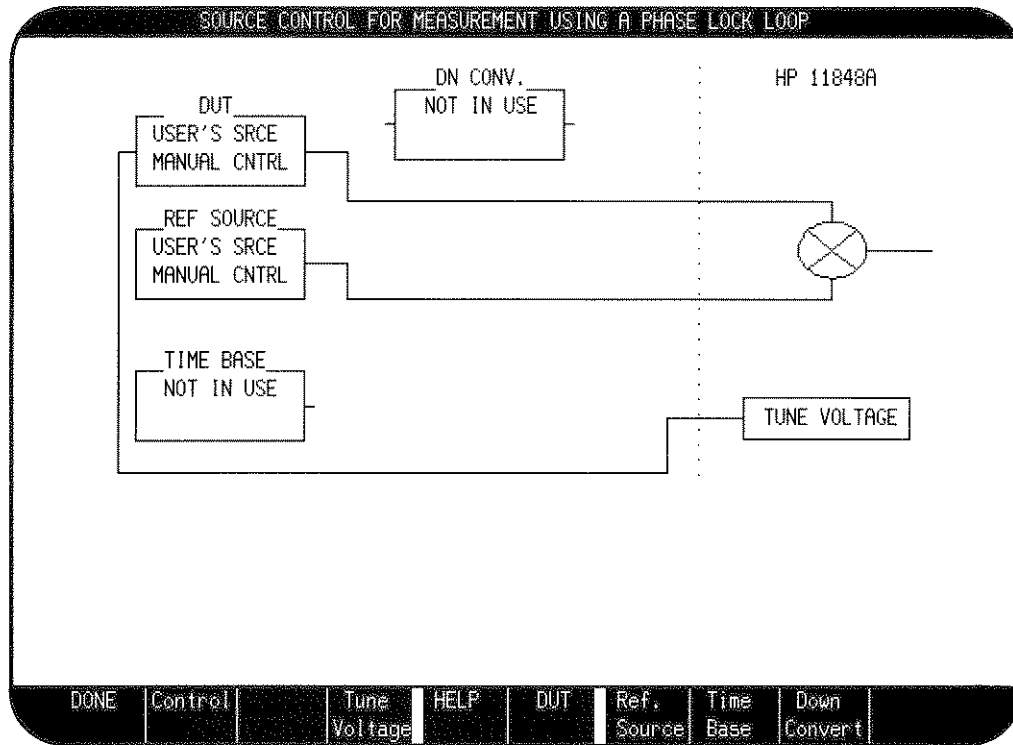 SOURCE CONTROL FOR MEASUREMENT USING A PHASE LOCK LOOP
DN CONV.
NOT IN USE
HP 11848A
DUT
USER'S SRCE
MANUAL CNTRL
REF SOURCE
USER'S SRCE
MANUAL CNTRL
TIME BASE
NOT IN USE
TUNE VOLTAGE
DONE
Control
Tune
Voltage
HELP
DUT
Ref.
Source
Time
Base
Down
Convert